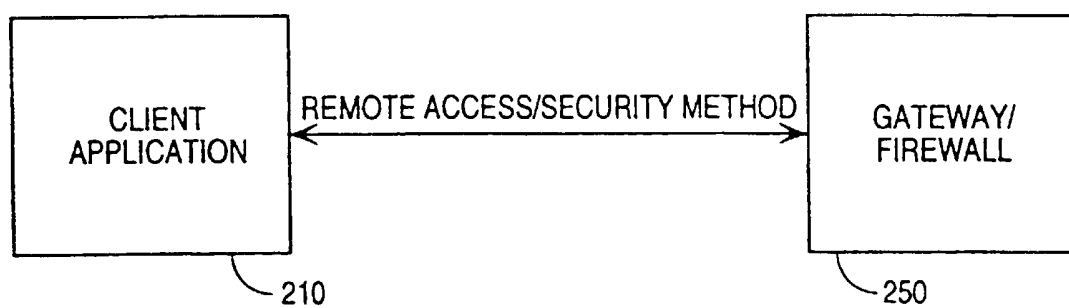 CLIENT
APPLICATION
REMOTE ACCESS/SECURITY METHOD
GATEWAY/
FIREWALL
210
250